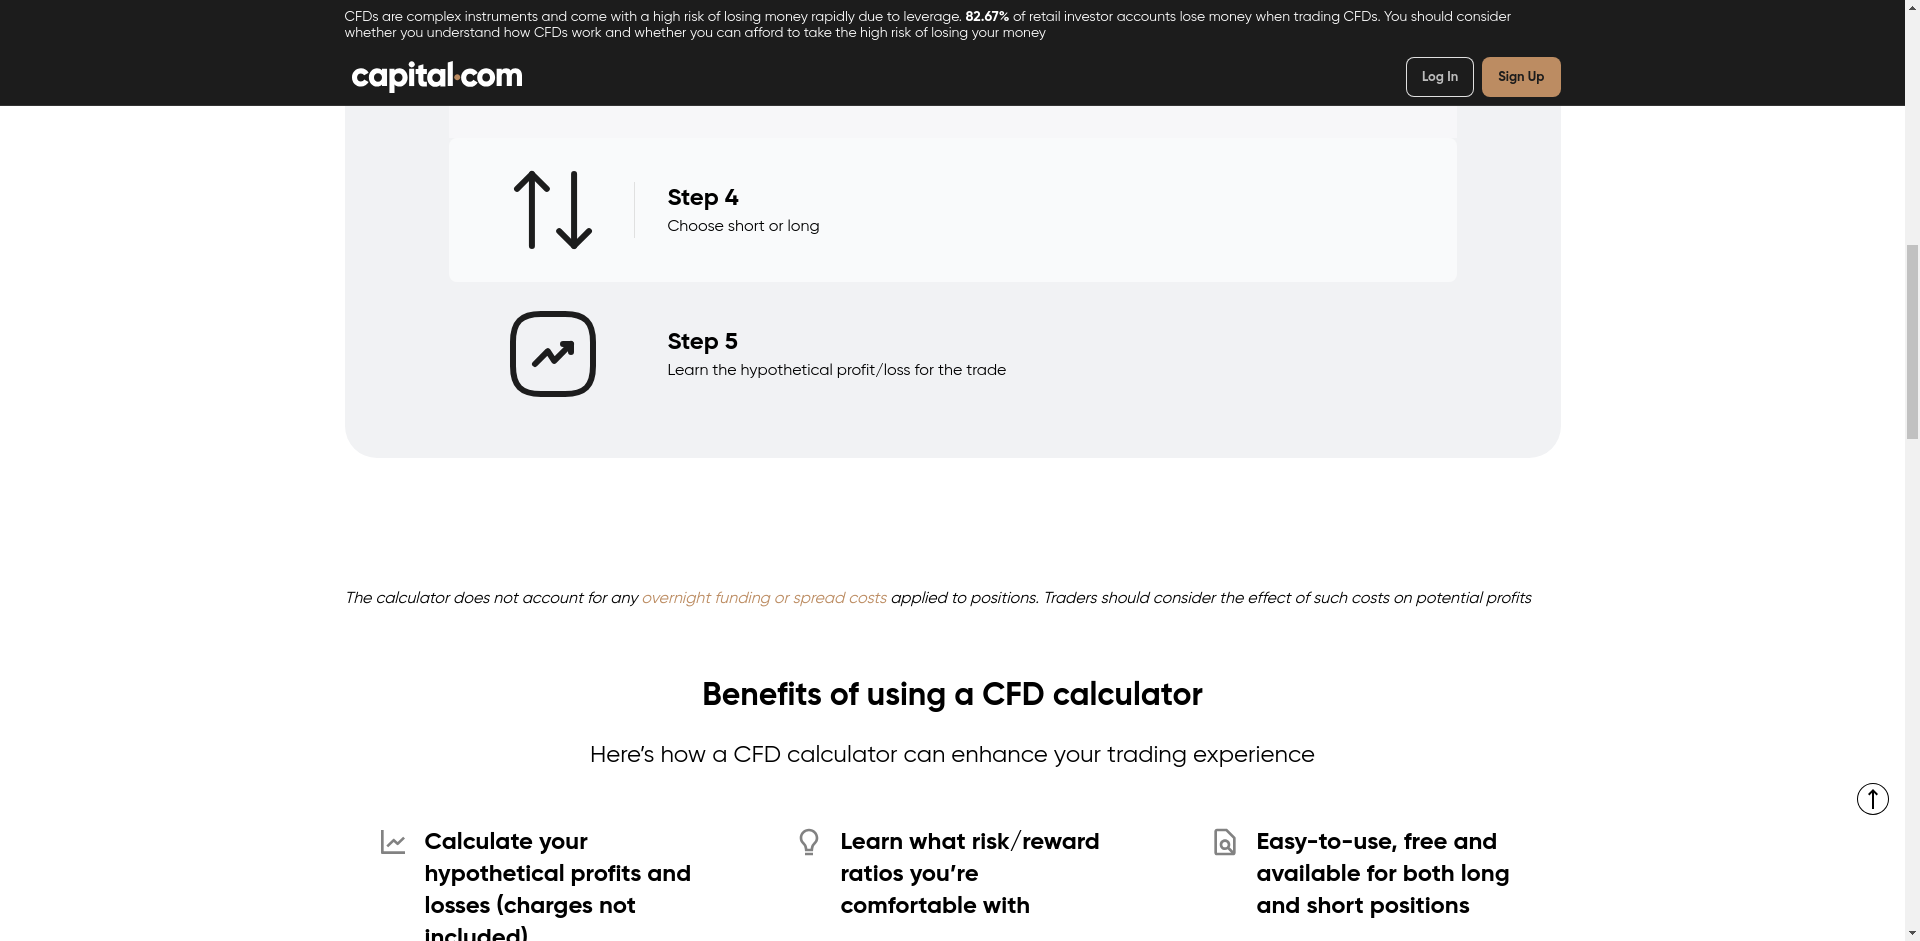 CFDs are complex instruments and come with a high risk of losing money rapidly due to leverage. 82.67% of retail investor accounts lose money when trading CFDs. You should consider
whether you understand how CFDs work and whether you can afford to take the high risk of losing your money
capital.com
Log In
Sign Up
Step 4
Choose short or long
Step 5
Learn the hypothetical profit/loss for the trade
The calculator does not account for any overnight funding or spread costs applied to positions. Traders should consider the effect of such costs on potential profits
Benefits of using a CFD calculator
Here’s how a CFD calculator can enhance your trading experience
Calculate your
hypothetical profits and
losses (charges not
included)
Learn what risk/reward
ratios you’re
comfortable with
Easy-to-use, free and
available for both long
and short positions